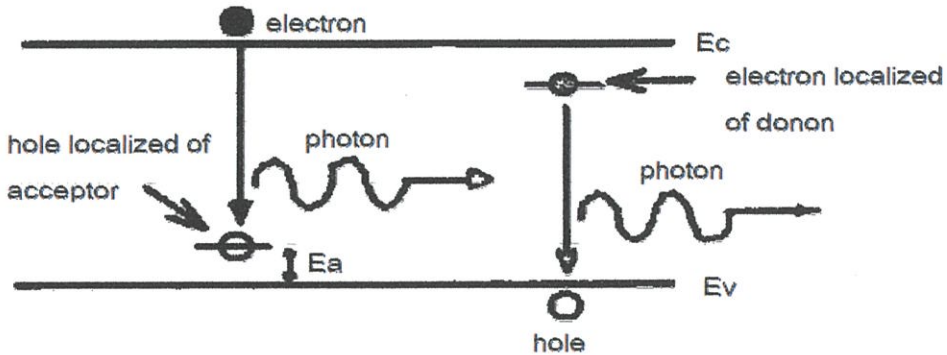 electron
Ec
electron localized
of donon
hole localized of
acceptor
photon
photon
Ea
Ev
hole